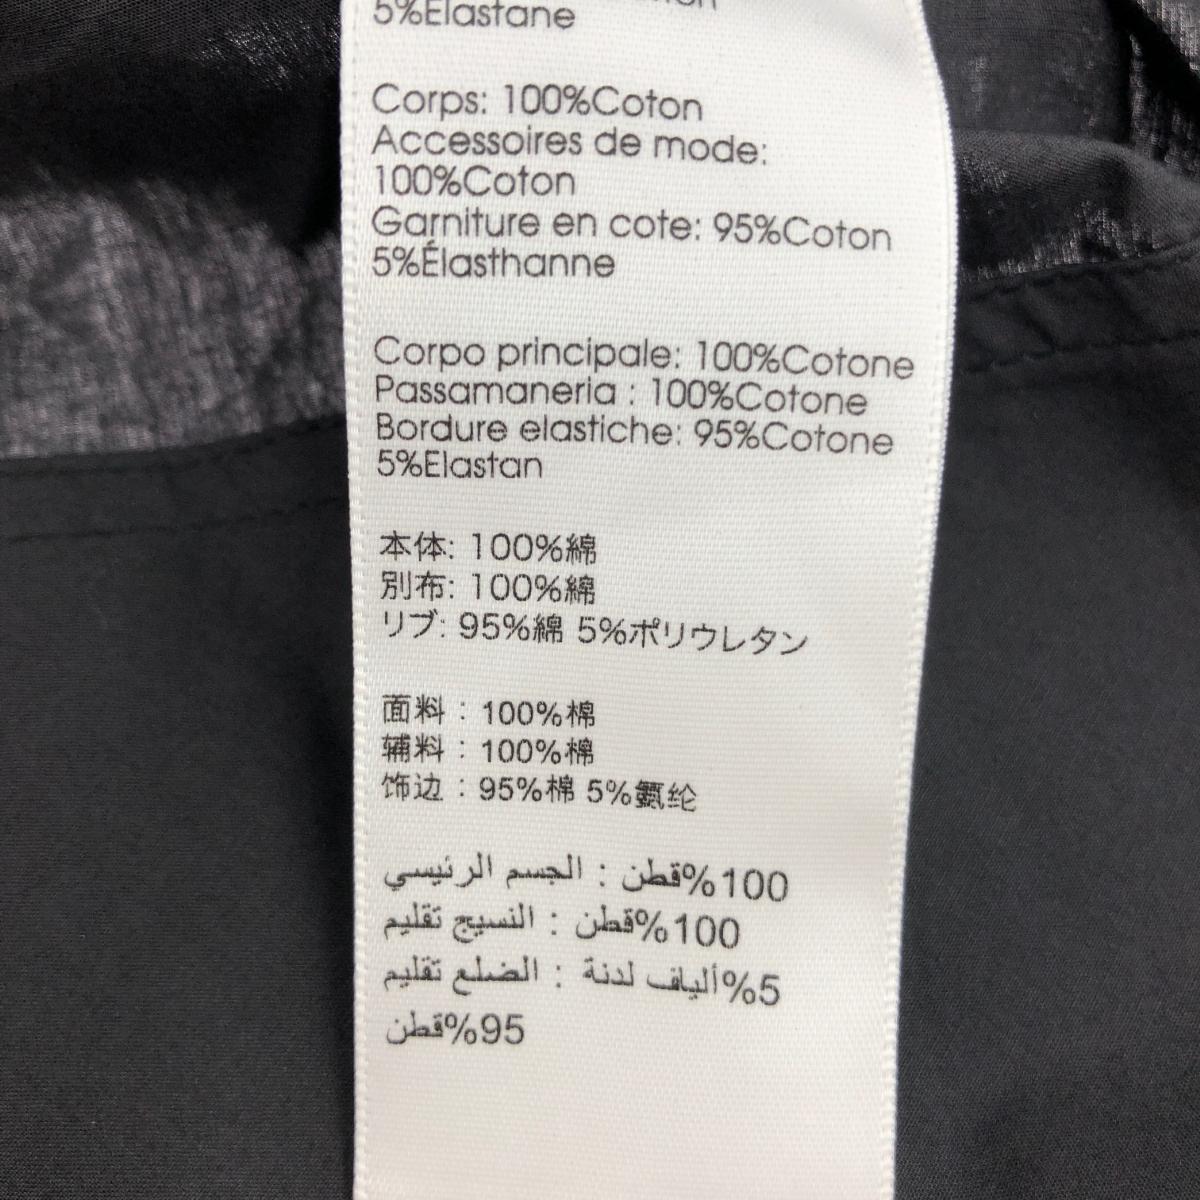 5%Elastane
Corps: 100%Coton
Accessoires de mode:
100%Coton
Garniture en cote: 95%Coton
5%Élasthanne
Corpo principale: 100%Cotone
Passamaneria : 100%Cotone
Bordure elastiche: 95%Cotone
5%Elastan
本体: 100%綿
別布: 100%綿
リブ: 95%綿 5%ポリウレタン
面料：100%棉
辅料：100%棉
饰边：95%棉 5%氨纶
الجسم الرئيسي : قطن%100
النسيج تقليم : قطن%100
الضلع تقليم : ألياف لدنة%5
قطن%95